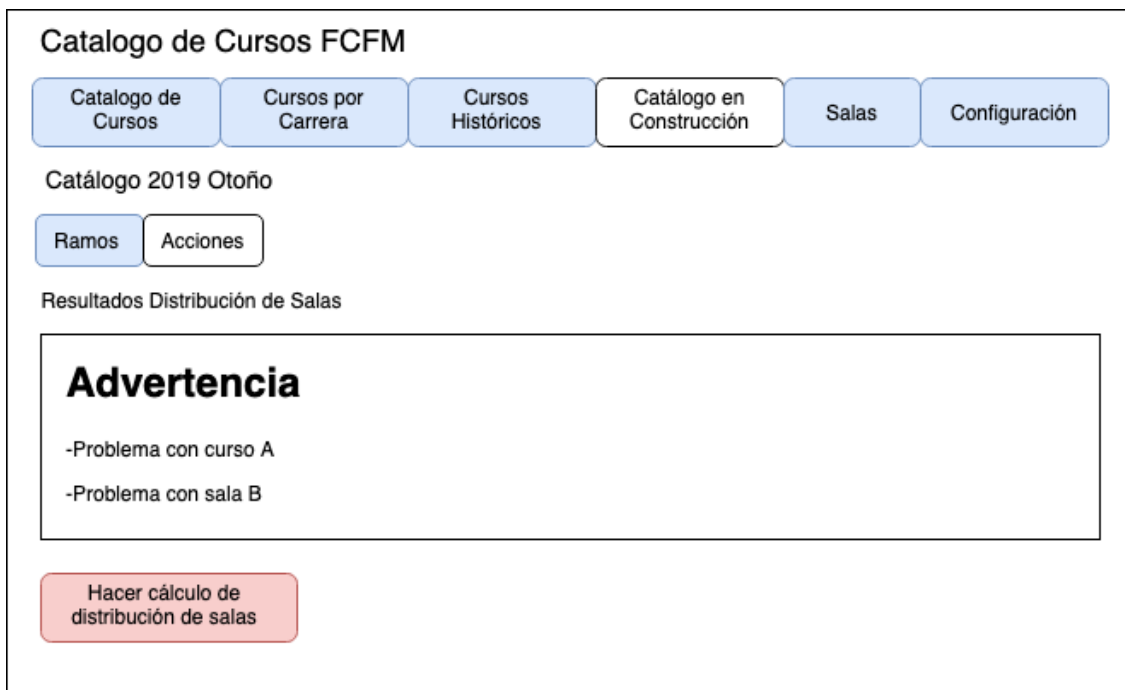 Catalogo de Cursos FCFM
Catalogo de
Cursos
Cursos por
Carrera
Cursos
Históricos
Catálogo en
Construcción
Salas
Configuración
Catálogo 2019 Otoño
Ramos
Acciones
Resultados Distribución de Salas
Advertencia
-Problema con curso A
-Problema con sala B
Hacer cálculo de
distribución de salas